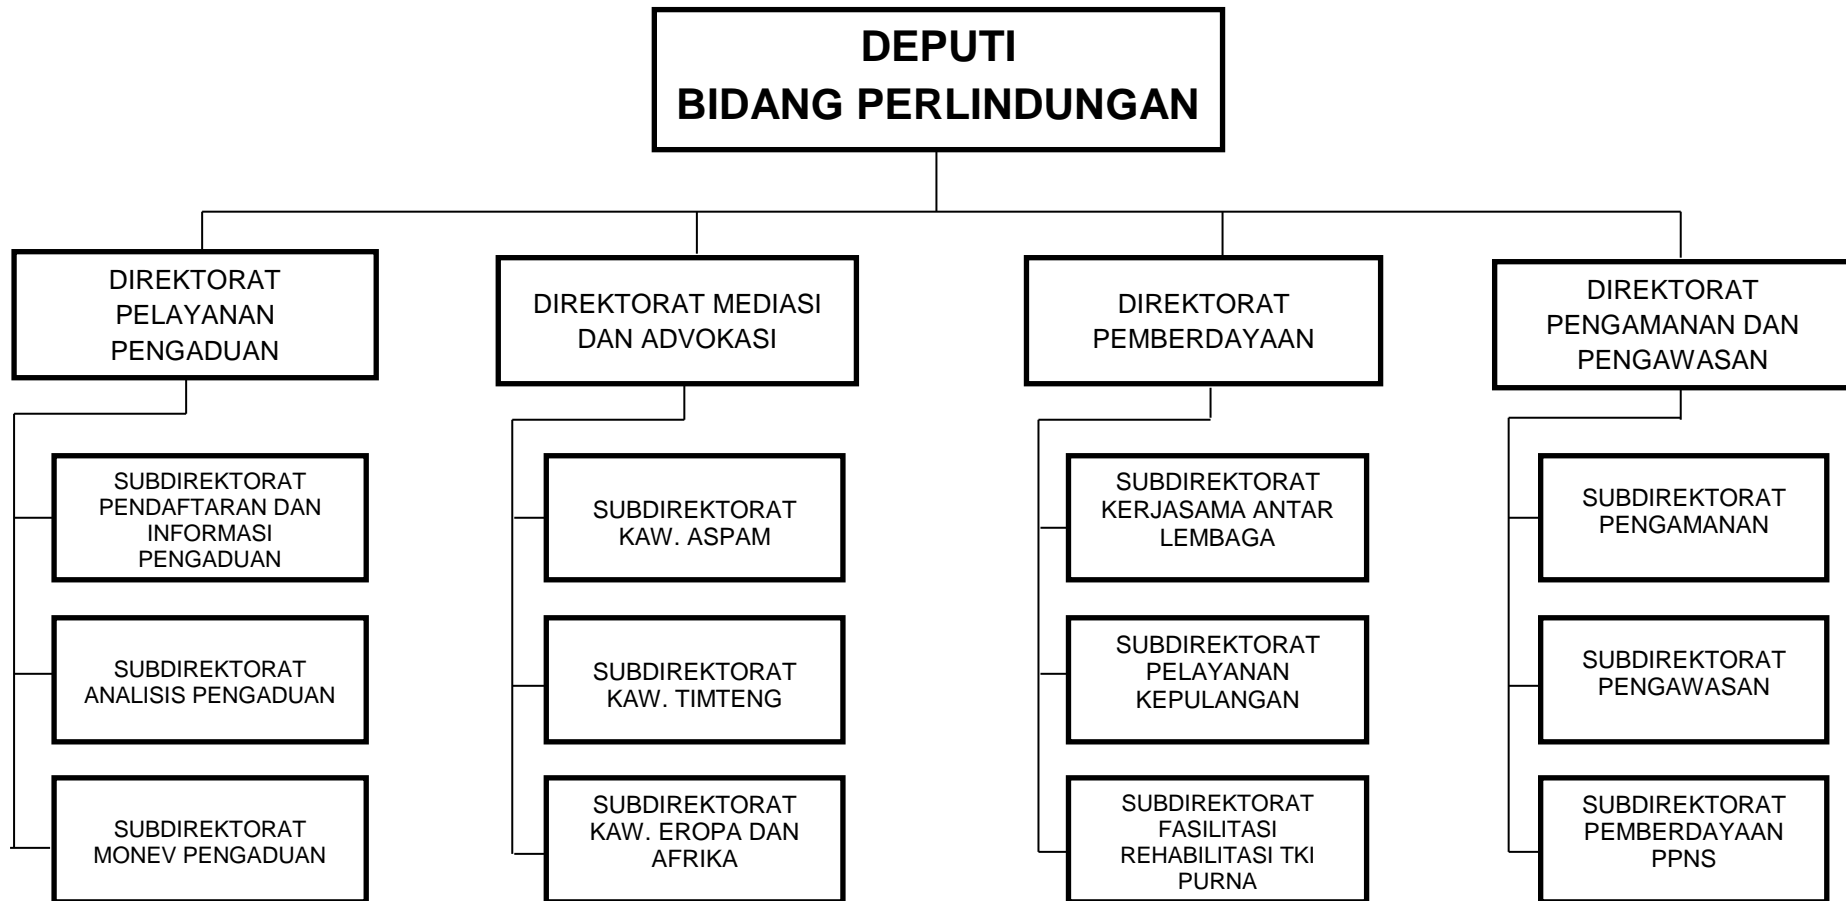 DEPUTI
BIDANG PERLINDUNGAN
DIREKTORAT
PELAYANAN
PENGADUAN
DIREKTORAT MEDIASI
DAN ADVOKASI
DIREKTORAT
PEMBERDAYAAN
DIREKTORAT
PENGAMANAN DAN
PENGAWASAN
SUBDIREKTORAT
PENDAFTARAN DAN
INFORMASI
PENGADUAN
SUBDIREKTORAT
KAW. ASPAM
SUBDIREKTORAT
KERJASAMA ANTAR
LEMBAGA
SUBDIREKTORAT
PENGAMANAN
SUBDIREKTORAT
ANALISIS PENGADUAN
SUBDIREKTORAT
KAW. TIMTENG
SUBDIREKTORAT
PELAYANAN
KEPULANGAN
SUBDIREKTORAT
PENGAWASAN
SUBDIREKTORAT
MONEV PENGADUAN
SUBDIREKTORAT
KAW. EROPA DAN
AFRIKA
SUBDIREKTORAT
FASILITASI
REHABILITASI TKI
PURNA
SUBDIREKTORAT
PEMBERDAYAAN
PPNS